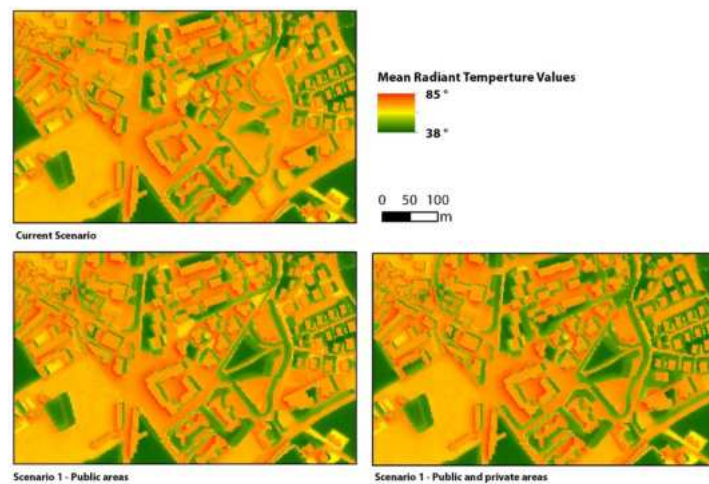 Mean Radiant Temperture Values
85 °
38 °
0 50 100
m
Current Scenario
Scenario 1 - Public areas
Scenario 1 - Public and private areas